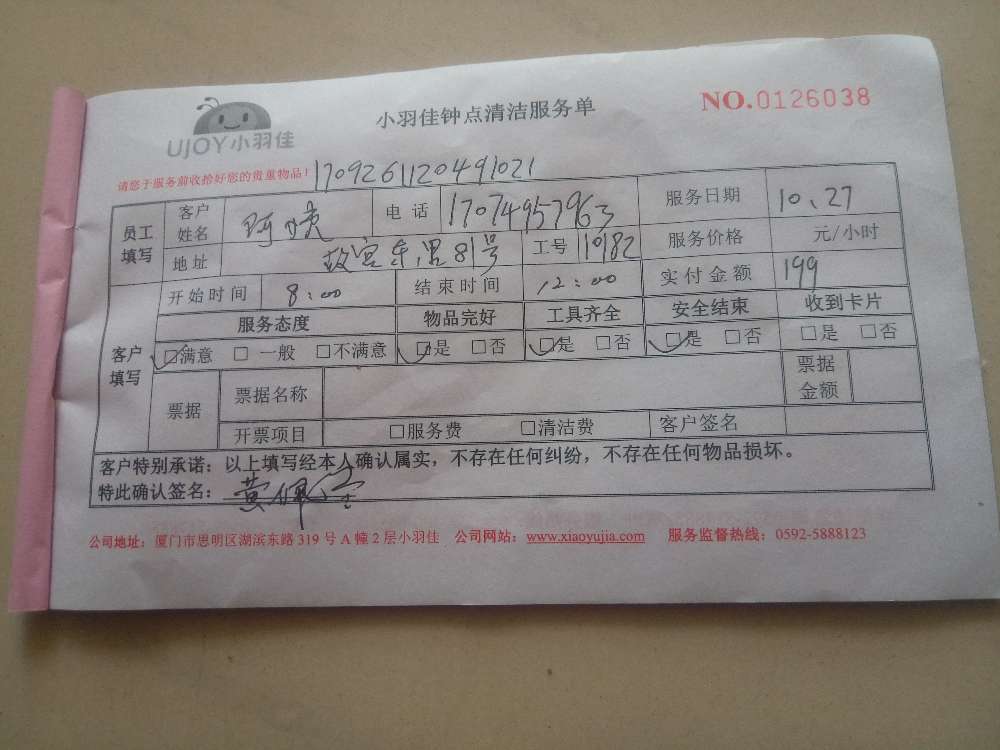 UJOY小羽佳
小羽佳钟点清洁服务单
NO.0126038
请您于服务前收拾好您的贵重物品!
1709261120491021
员工填写 客户姓名 电话 17074957963 服务日期 10.27
地址 东 81号 工号 10182 服务价格 元/小时
客户填写 开始时间 8:00 结束时间 12:00 实付金额 199
服务态度 物品完好 工具齐全 安全结束 收到卡片
□满意 □ 一般 □不满意 □是 □否 □是 □否 □是 □否 □是 □否
票据 票据名称 票据金额
开票项目 □服务费 □清洁费 客户签名
客户特别承诺：以上填写经本人确认属实，不存在任何纠纷，不存在任何物品损坏。
特此确认签名： 黄
公司地址：厦门市思明区湖滨东路 319 号 A 幢 2 层小羽佳 公司网站：www.xiaoyujia.com 服务监督热线：0592-5888123